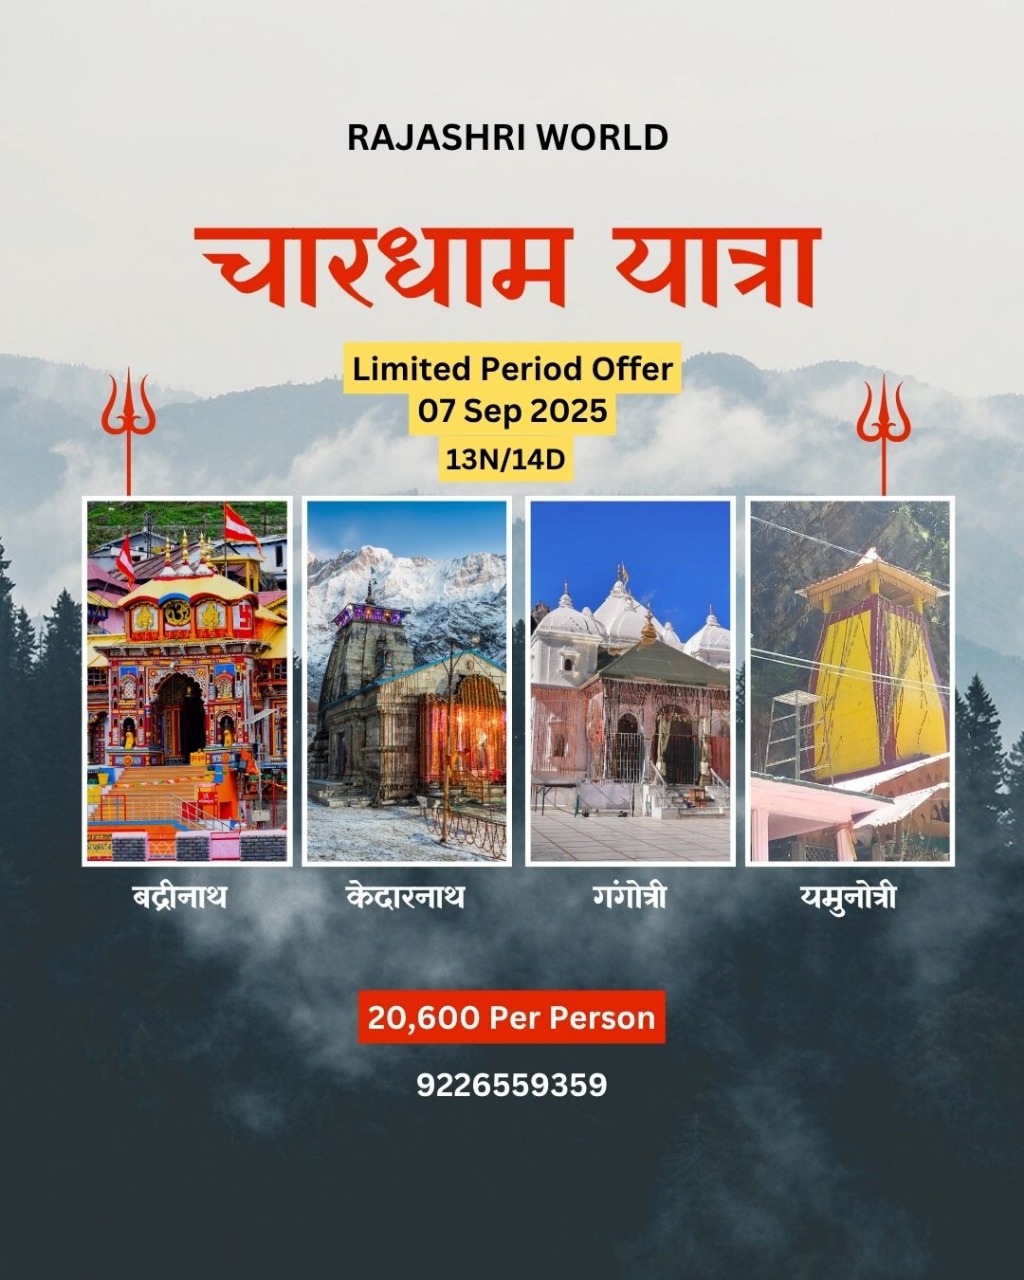 RAJASHRI WORLD
चारधाम यात्रा
Limited Period Offer
07 Sep 2025
13N/14D
बद्रीनाथ केदारनाथ गंगोत्री यमुनोत्री
20,600 Per Person
9226559359